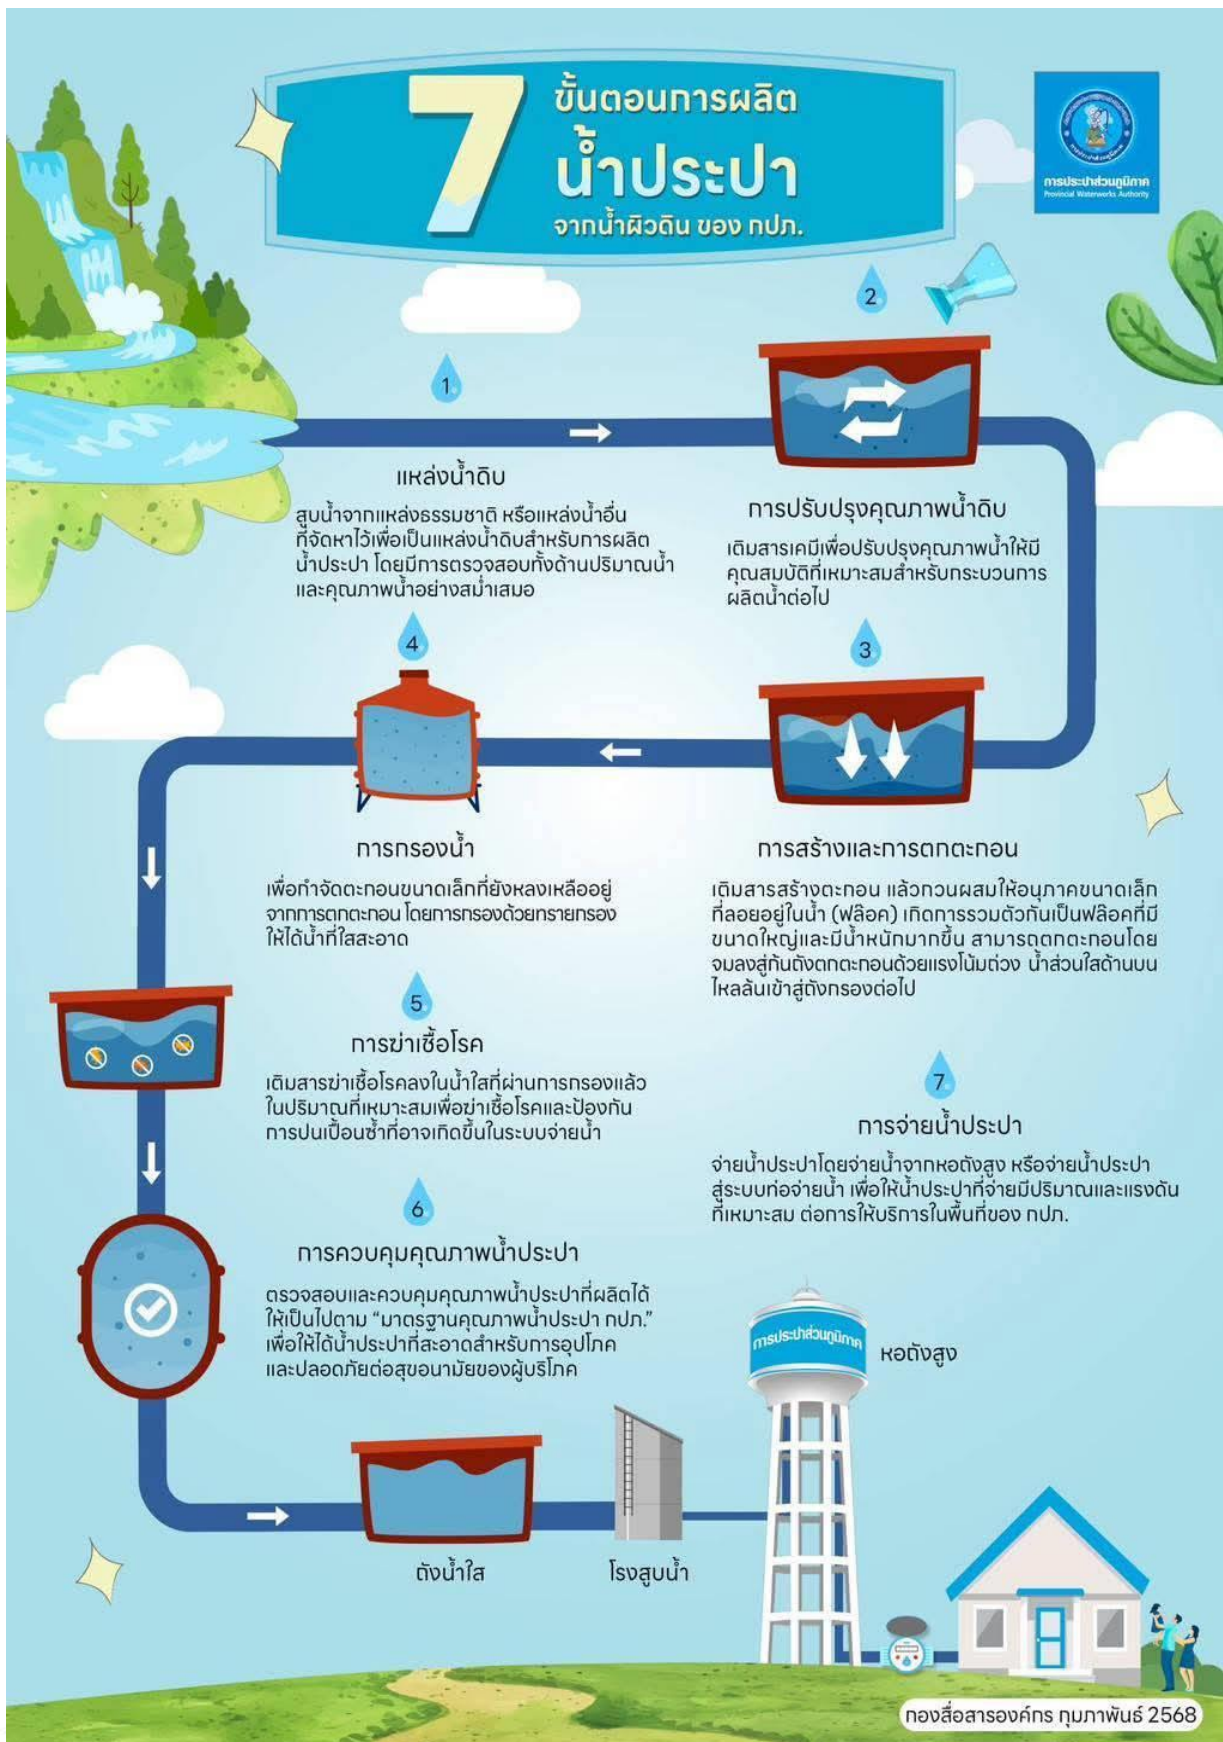 7
ขั้นตอนการผลิต
น้ำประปา
จากน้ำผิวดิน ของ กปภ.
การประปาส่วนภูมิภาค
Provincial Waterworks Authority
1.
แหล่งน้ำดิบ
สูบน้ำจากแหล่งธรรมชาติ หรือแหล่งน้ำอื่น
ที่จัดหาไว้เพื่อเป็นแหล่งน้ำดิบสำหรับการผลิต
น้ำประปา โดยมีการตรวจสอบทั้งด้านปริมาณน้ำ
และคุณภาพน้ำอย่างสม่ำเสมอ
2.
การปรับปรุงคุณภาพน้ำดิบ
เติมสารเคมีเพื่อปรับปรุงคุณภาพน้ำให้มี
คุณสมบัติที่เหมาะสมสำหรับกระบวนการ
ผลิตน้ำต่อไป
3.
การสร้างและการตกตะกอน
เติมสารสร้างตะกอน แล้วกวนผสมให้อนุภาคขนาดเล็ก
ที่ลอยอยู่ในน้ำ (ฟล๊อค) เกิดการรวมตัวกันเป็นฟล๊อคที่มี
ขนาดใหญ่และมีน้ำหนักมากขึ้น สามารถตกตะกอนโดย
จมลงสู่ก้นถังตกตะกอนด้วยแรงโน้มถ่วง น้ำส่วนใสด้านบน
ไหลล้นเข้าสู่ถังกรองต่อไป
4.
การกรองน้ำ
เพื่อกำจัดตะกอนขนาดเล็กที่ยังหลงเหลืออยู่
จากการตกตะกอน โดยการกรองด้วยทรายกรอง
ให้ได้น้ำที่ใสสะอาด
5.
การฆ่าเชื้อโรค
เติมสารฆ่าเชื้อโรคลงในน้ำใสที่ผ่านการกรองแล้ว
ในปริมาณที่เหมาะสมเพื่อฆ่าเชื้อโรคและป้องกัน
การปนเปื้อนซ้ำที่อาจเกิดขึ้นในระบบจ่ายน้ำ
6.
การควบคุมคุณภาพน้ำประปา
ตรวจสอบและควบคุมคุณภาพน้ำประปาที่ผลิตได้
ให้เป็นไปตาม “มาตรฐานคุณภาพน้ำประปา กปภ.”
เพื่อให้ได้น้ำประปาที่สะอาดสำหรับการอุปโภค
และปลอดภัยต่อสุขอนามัยของผู้บริโภค
7.
การจ่ายน้ำประปา
จ่ายน้ำประปาโดยจ่ายน้ำจากหอถังสูง หรือจ่ายน้ำประปา
สู่ระบบท่อจ่ายน้ำ เพื่อให้น้ำประปาที่จ่ายมีปริมาณและแรงดัน
ที่เหมาะสม ต่อการให้บริการในพื้นที่ของ กปภ.
การประปาส่วนภูมิภาค
หอถังสูง
ถังน้ำใส
โรงสูบน้ำ
กองสื่อสารองค์กร กุมภาพันธ์ 2568